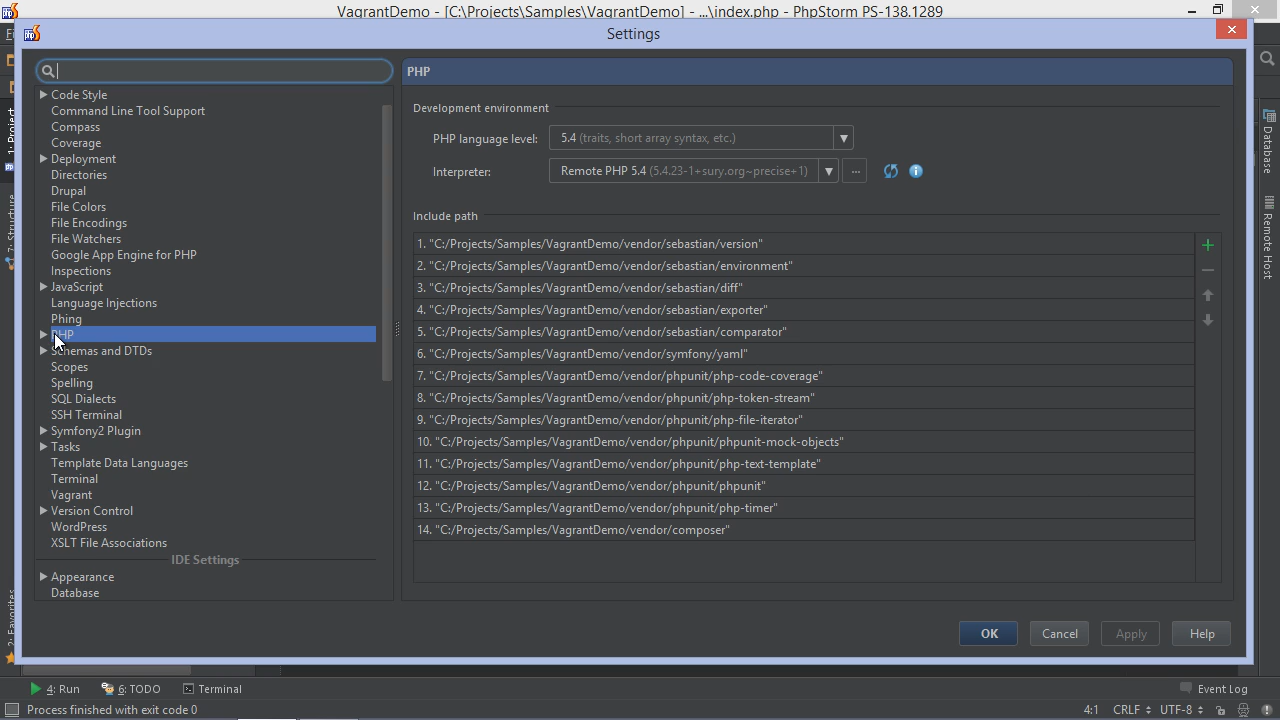 VagrantDemo - [C:\Projects\Samples\VagrantDemo] - ...\index.php - PhpStorm PS-138.1289
Settings
Code Style
Command Line Tool Support
Compass
Coverage
Deployment
Directories
Drupal
File Colors
File Encodings
File Watchers
Google App Engine for PHP
Inspections
JavaScript
Language Injections
Phing
PHP
Schemas and DTDs
Scopes
Spelling
SQL Dialects
SSH Terminal
Symfony2 Plugin
Tasks
Template Data Languages
Terminal
Vagrant
Version Control
WordPress
XSLT File Associations
IDE Settings
Appearance
Database
PHP
Development environment
PHP language level: 5.4 (traits, short array syntax, etc.)
Interpreter: Remote PHP 5.4 (5.4.23-1+sury.org~precise+1) ...
Include path
1. "C:/Projects/Samples/VagrantDemo/vendor/sebastian/version"
2. "C:/Projects/Samples/VagrantDemo/vendor/sebastian/environment"
3. "C:/Projects/Samples/VagrantDemo/vendor/sebastian/diff"
4. "C:/Projects/Samples/VagrantDemo/vendor/sebastian/exporter"
5. "C:/Projects/Samples/VagrantDemo/vendor/sebastian/comparator"
6. "C:/Projects/Samples/VagrantDemo/vendor/symfony/yaml"
7. "C:/Projects/Samples/VagrantDemo/vendor/phpunit/php-code-coverage"
8. "C:/Projects/Samples/VagrantDemo/vendor/phpunit/php-token-stream"
9. "C:/Projects/Samples/VagrantDemo/vendor/phpunit/php-file-iterator"
10. "C:/Projects/Samples/VagrantDemo/vendor/phpunit/phpunit-mock-objects"
11. "C:/Projects/Samples/VagrantDemo/vendor/phpunit/php-text-template"
12. "C:/Projects/Samples/VagrantDemo/vendor/phpunit/phpunit"
13. "C:/Projects/Samples/VagrantDemo/vendor/phpunit/php-timer"
14. "C:/Projects/Samples/VagrantDemo/vendor/composer"
OK Cancel Apply Help
1: Project
7: Structure
2: Favorites
Database
Remote Host
4: Run 6: TODO Terminal Event Log
Process finished with exit code 0 4:1 CRLF UTF-8